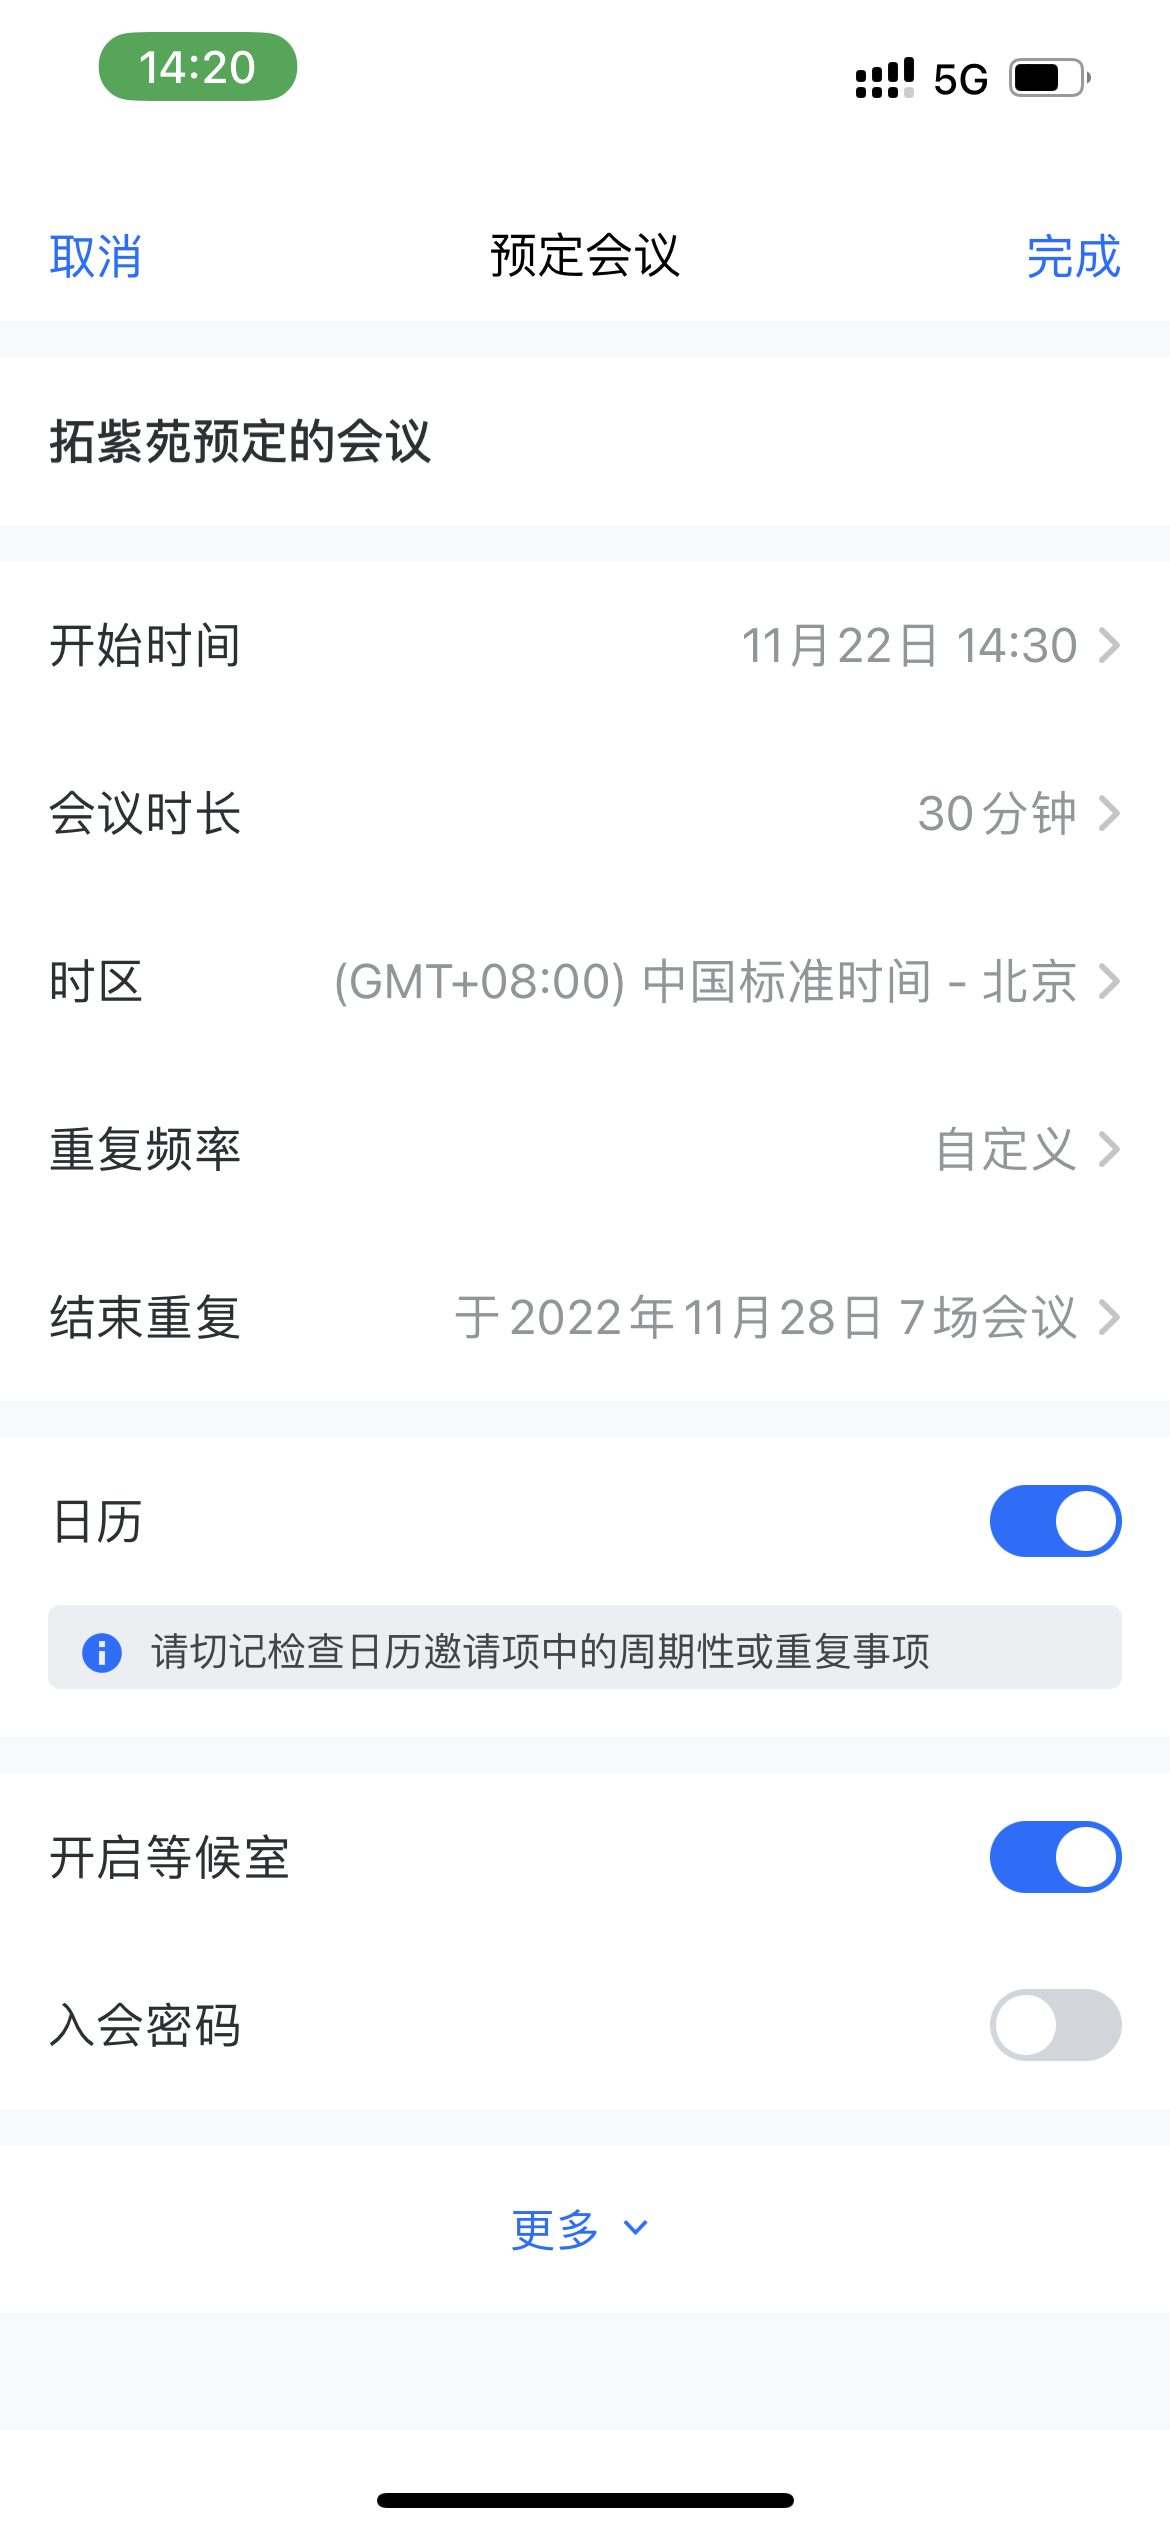 14:20
5G
取消 预定会议 完成
拓紫苑预定的会议
开始时间 11月22日 14:30
会议时长 30分钟
时区 (GMT+08:00) 中国标准时间 - 北京
重复频率 自定义
结束重复 于2022年11月28日 7场会议
日历
请切记检查日历邀请项中的周期性或重复事项
开启等候室
入会密码
更多